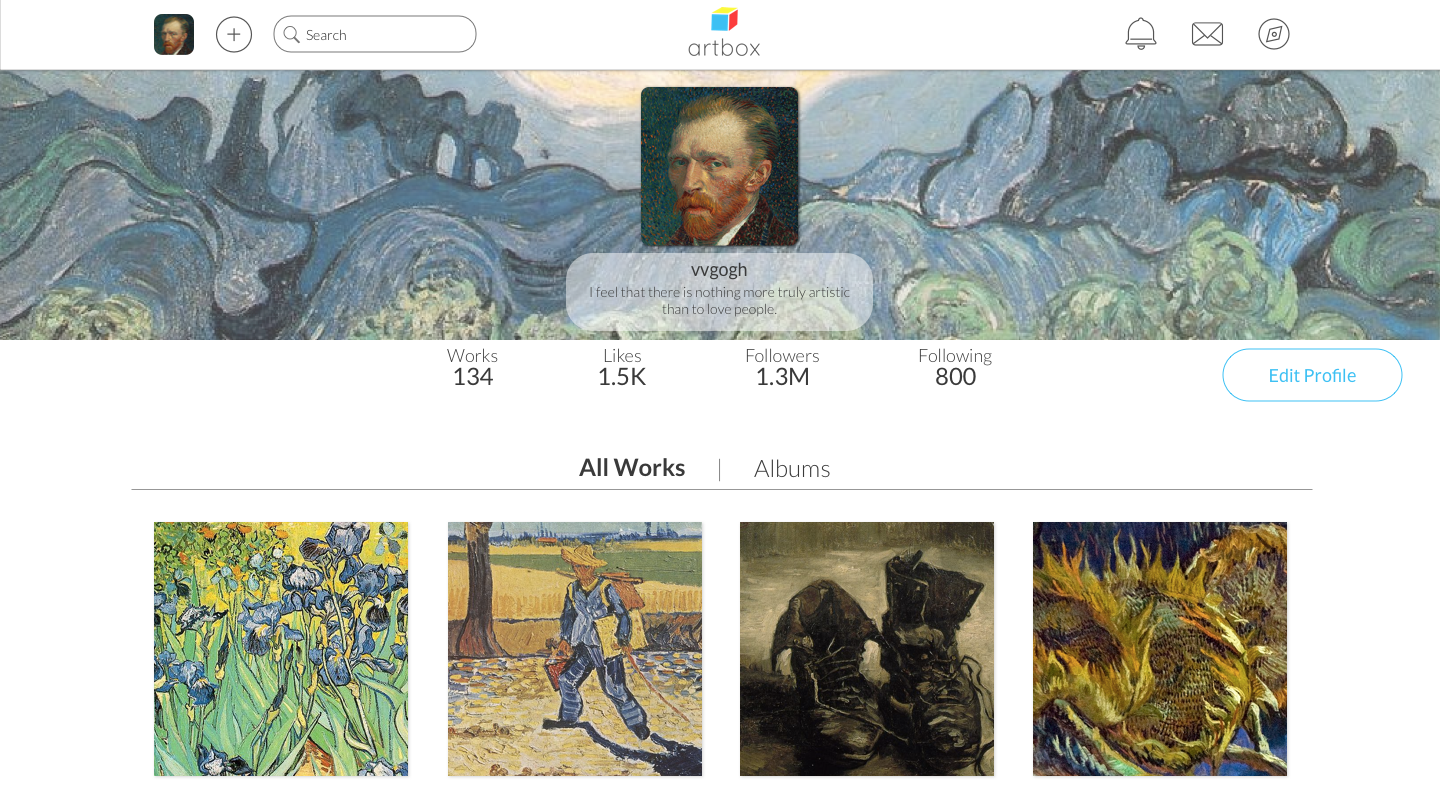 Search
artbox
vvgogh
I feel that there is nothing more truly artistic
than to love people.
Works Likes Followers Following
134 1.5K 1.3M 800
Edit Profile
All Works | Albums